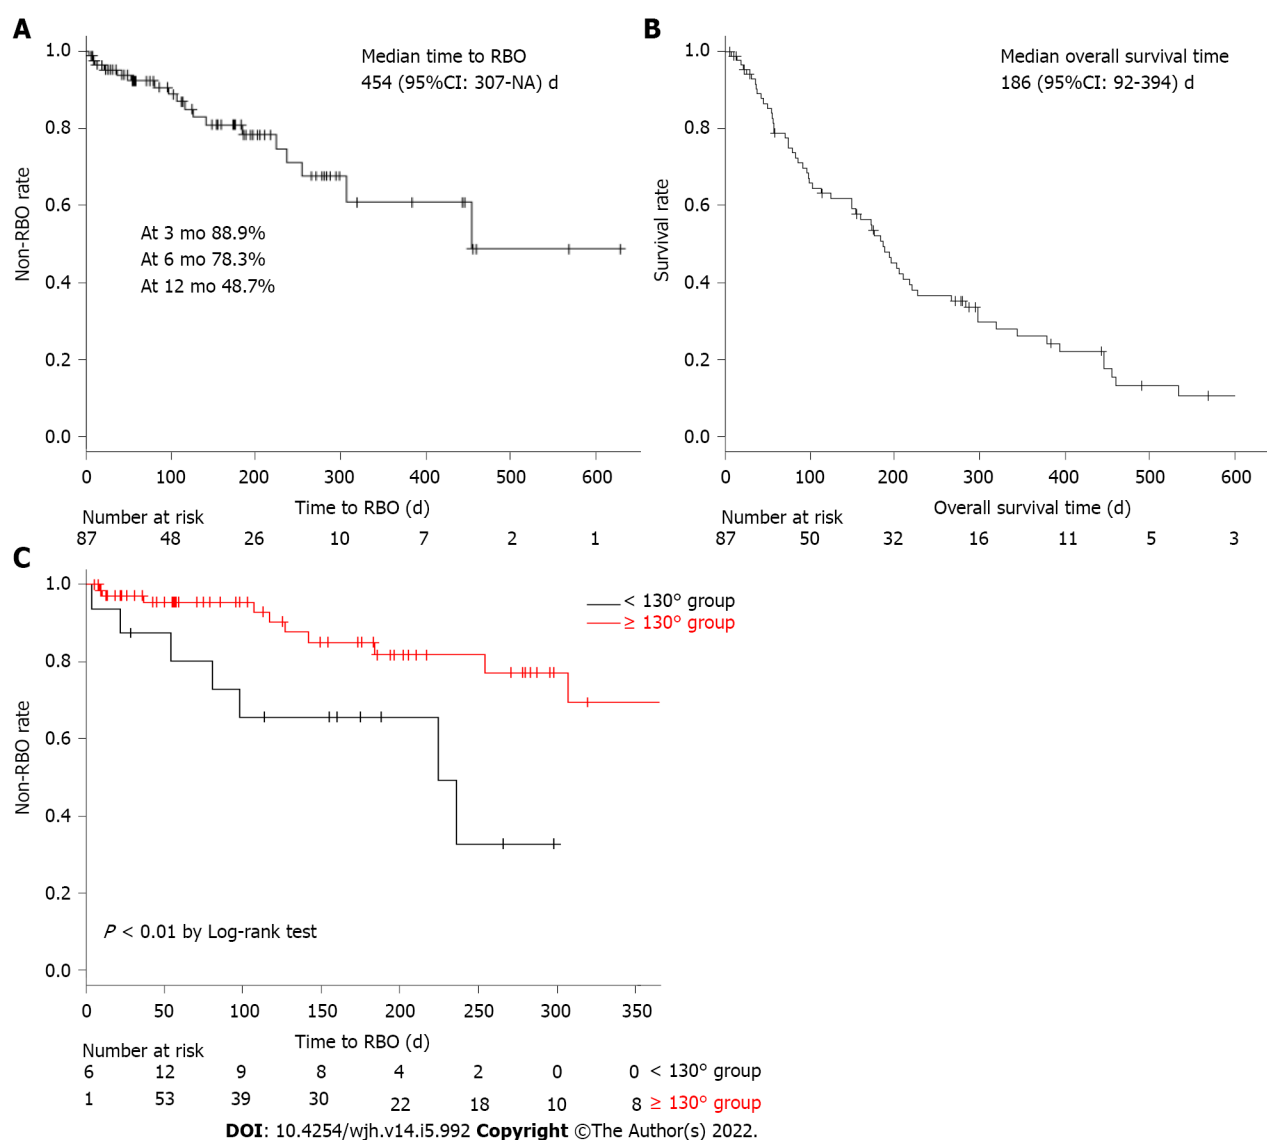 A
Median time to RBO
454 (95%CI: 307-NA) d
At 3 mo 88.9%
At 6 mo 78.3%
At 12 mo 48.7%
Non-RBO rate
1.0
0.8
0.6
0.4
0.2
0.0
0 100 200 300 400 500 600
Time to RBO (d)
Number at risk
87 48 26 10 7 2 1
B
Median overall survival time
186 (95%CI: 92-394) d
Survival rate
1.0
0.8
0.6
0.4
0.2
0.0
0 100 200 300 400 500 600
Overall survival time (d)
Number at risk
87 50 32 16 11 5 3
C
< 130° group
≥ 130° group
Non-RBO rate
1.0
0.8
0.6
0.4
0.2
0.0
P < 0.01 by Log-rank test
0 50 100 150 200 250 300 350
Time to RBO (d)
Number at risk
6 12 9 8 4 2 0 0 < 130° group
1 53 39 30 22 18 10 8 ≥ 130° group
DOI: 10.4254/wjh.v14.i5.992 Copyright ©The Author(s) 2022.